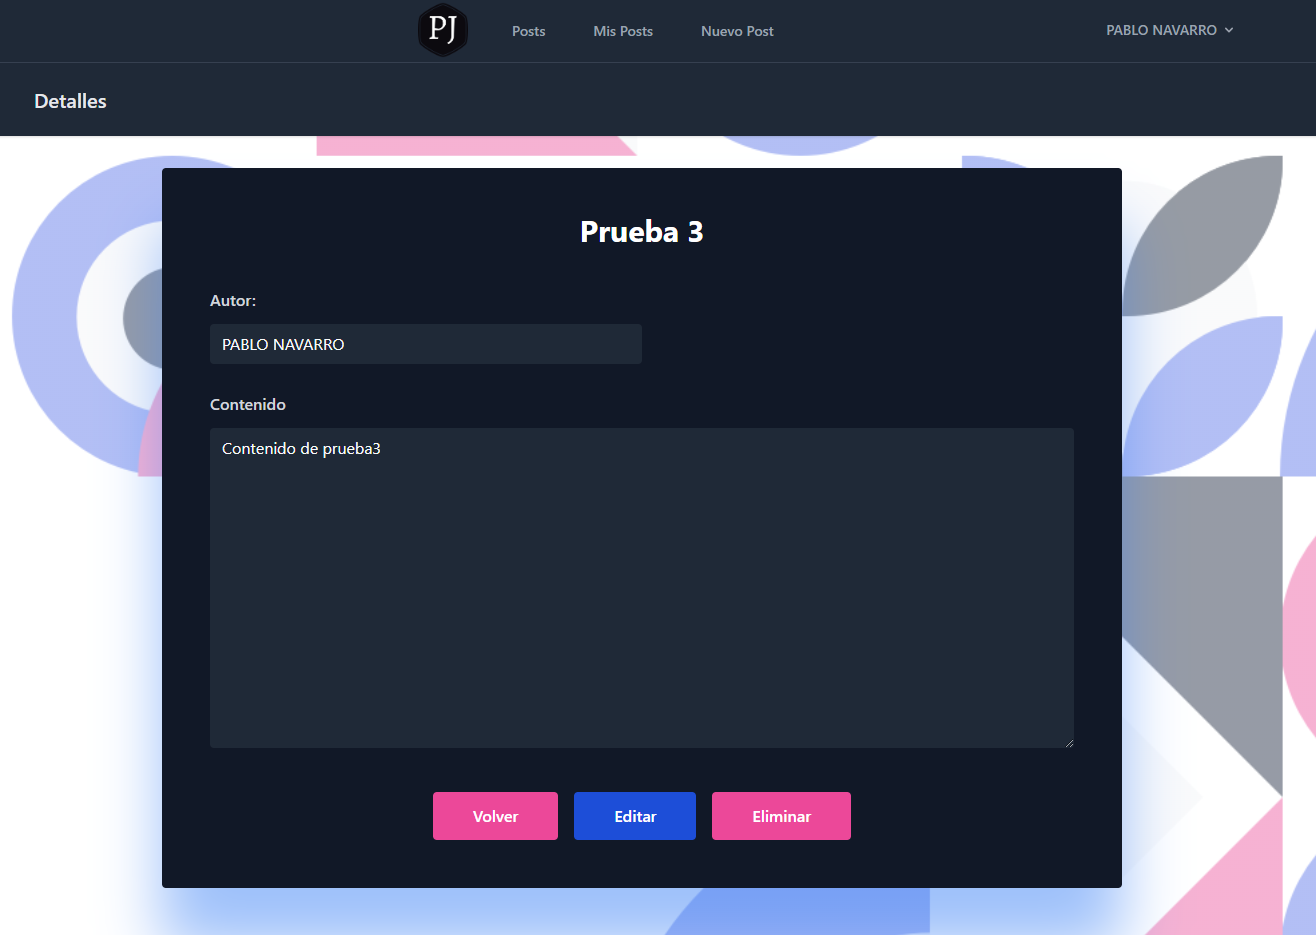 PJ
Posts
Mis Posts
Nuevo Post
PABLO NAVARRO
Detalles
Prueba 3
Autor:
PABLO NAVARRO
Contenido
Contenido de prueba3
Volver
Editar
Eliminar